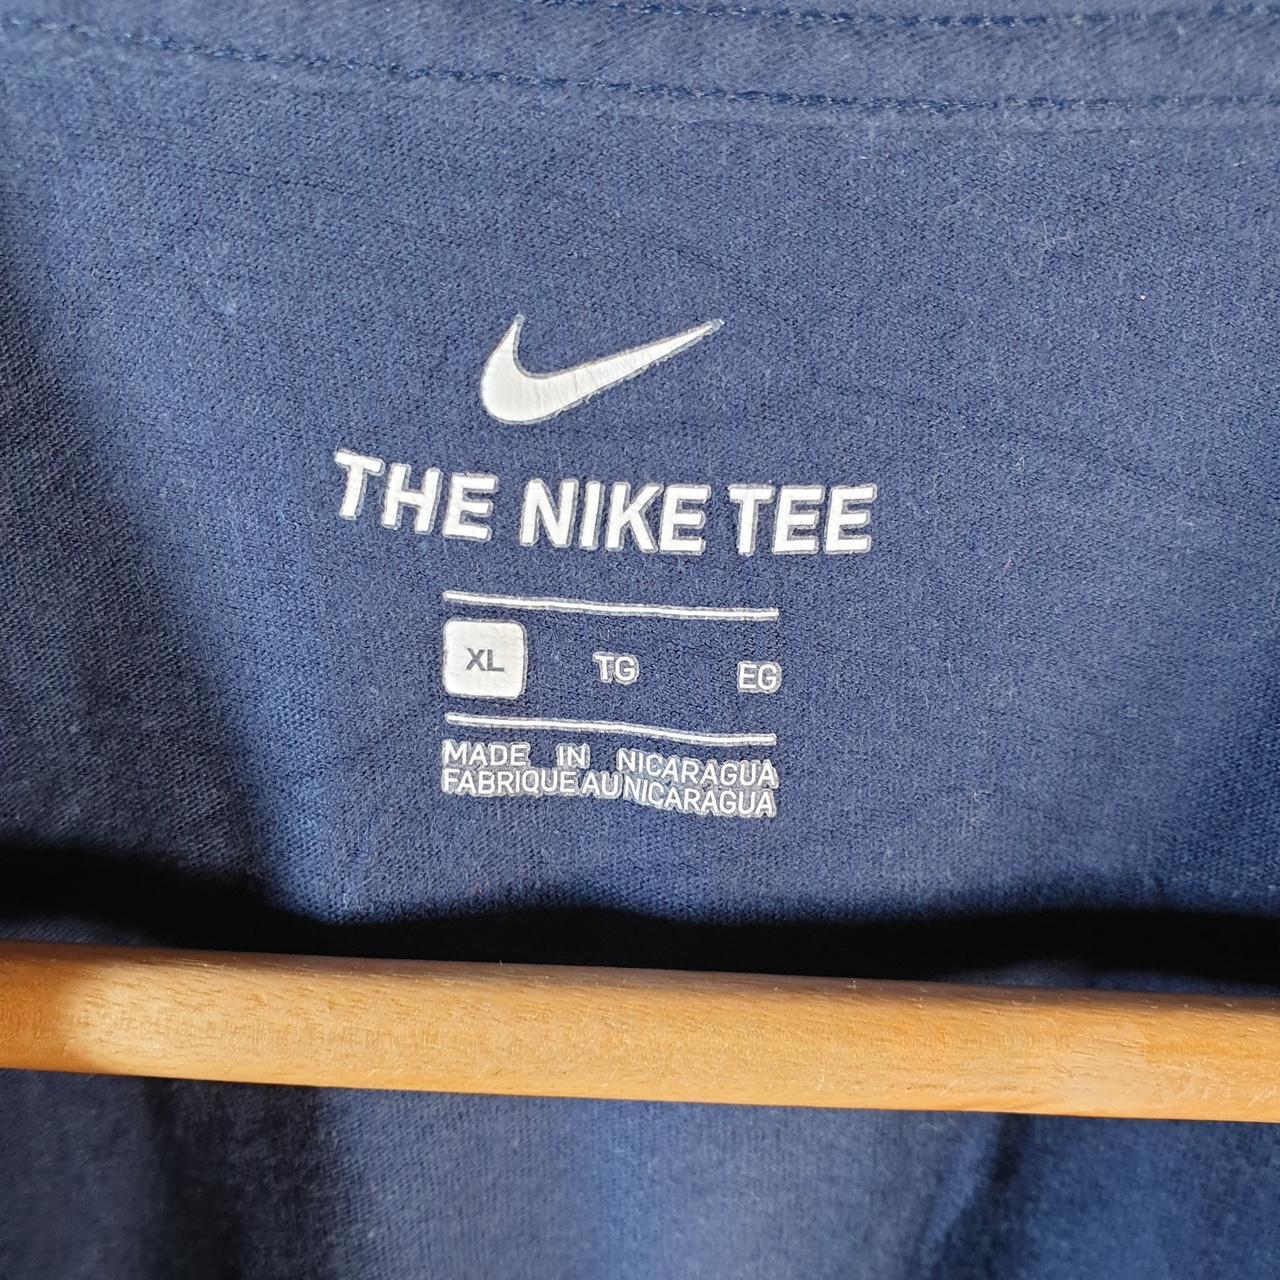 THE NIKE TEE
XL TG EG
MADE IN NICARAGUA
FABRIQUE AU NICARAGUA